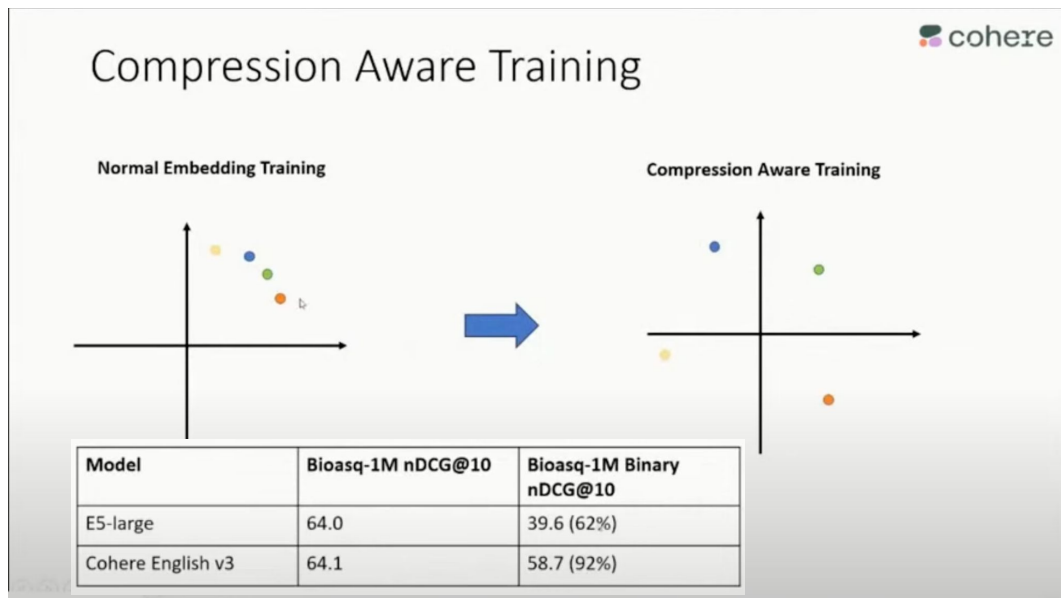 cohere
Compression Aware Training
Normal Embedding Training
Compression Aware Training
Model
Bioasq-1M nDCG@10
Bioasq-1M Binary
nDCG@10
E5-large
64.0
39.6 (62%)
Cohere English v3
64.1
58.7 (92%)